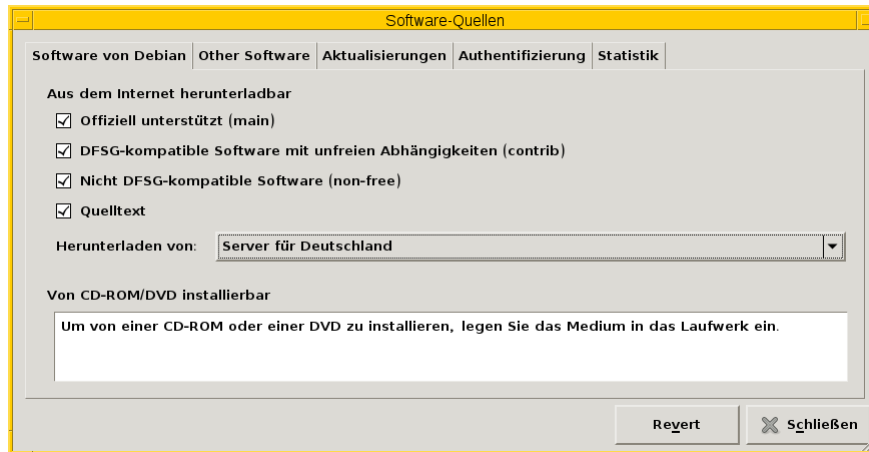 Software-Quellen
Software von Debian Other Software Aktualisierungen Authentifizierung Statistik
Aus dem Internet herunterladbar
Offiziell unterstützt (main)
DFSG-kompatible Software mit unfreien Abhängigkeiten (contrib)
Nicht DFSG-kompatible Software (non-free)
Quelltext
Herunterladen von: Server für Deutschland
Von CD-ROM/DVD installierbar
Um von einer CD-ROM oder einer DVD zu installieren, legen Sie das Medium in das Laufwerk ein.
Revert Schließen